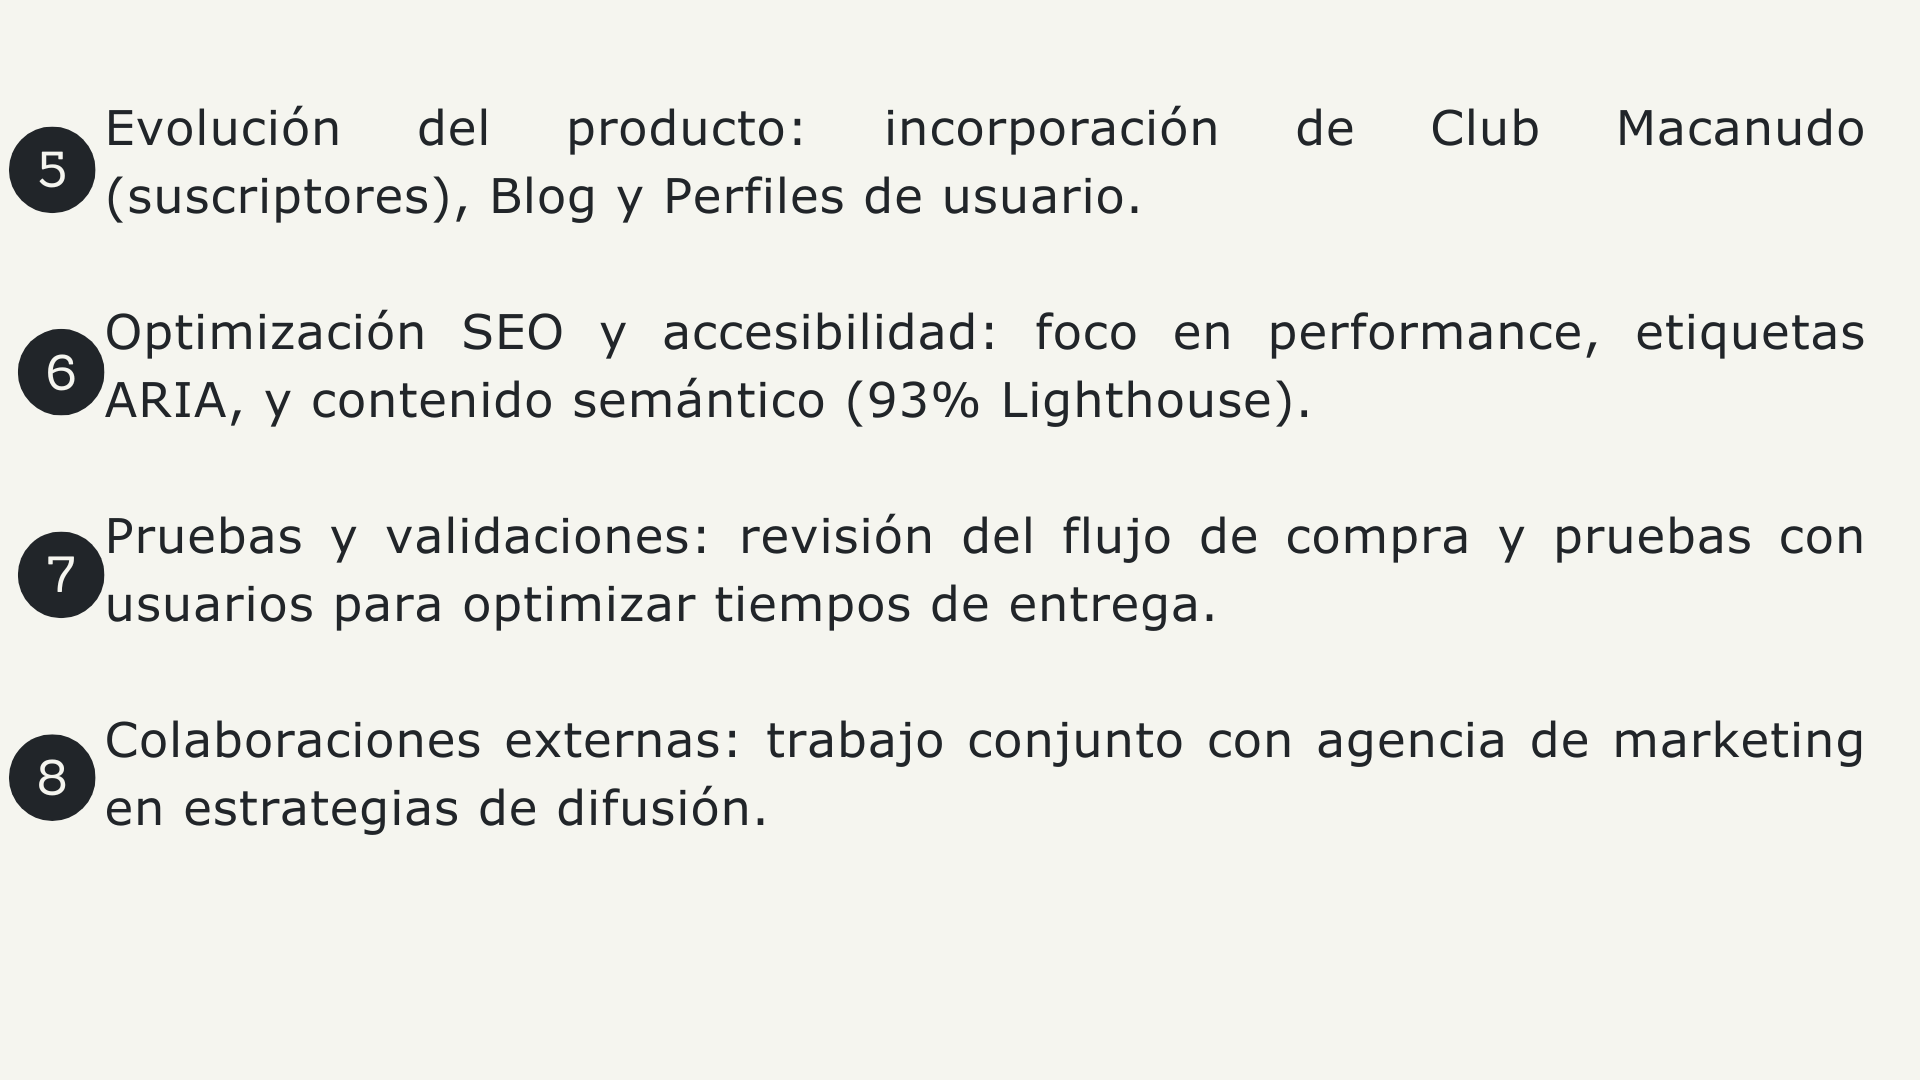 5
Evolución del producto: incorporación de Club Macanudo
(suscriptores), Blog y Perfiles de usuario.
6
Optimización SEO y accesibilidad: foco en performance, etiquetas
ARIA, y contenido semántico (93% Lighthouse).
7
Pruebas y validaciones: revisión del flujo de compra y pruebas con
usuarios para optimizar tiempos de entrega.
8
Colaboraciones externas: trabajo conjunto con agencia de marketing
en estrategias de difusión.